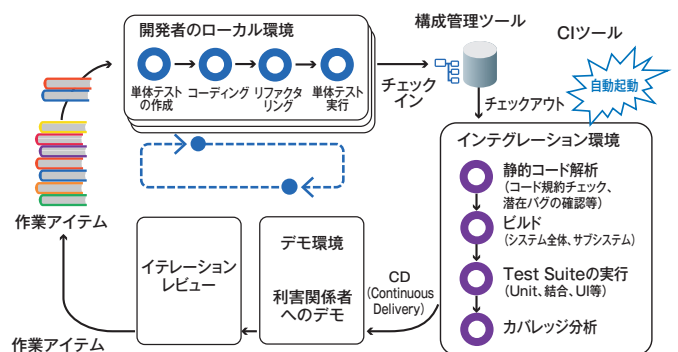 開発者のローカル環境
単体テスト
の作成
コーディング
リファクタ
リング
単体テスト
実行
チェック
イン
構成管理ツール
CIツール
自動起動
チェックアウト
インテグレーション環境
静的コード解析
(コード規約チェック、
潜在バグの確認等)
ビルド
(システム全体、サブシステム)
Test Suiteの実行
(Unit、結合、UI等)
カバレッジ分析
CD
(Continuous
Delivery)
デモ環境
利害関係者
へのデモ
イテレーション
レビュー
作業アイテム
作業アイテム